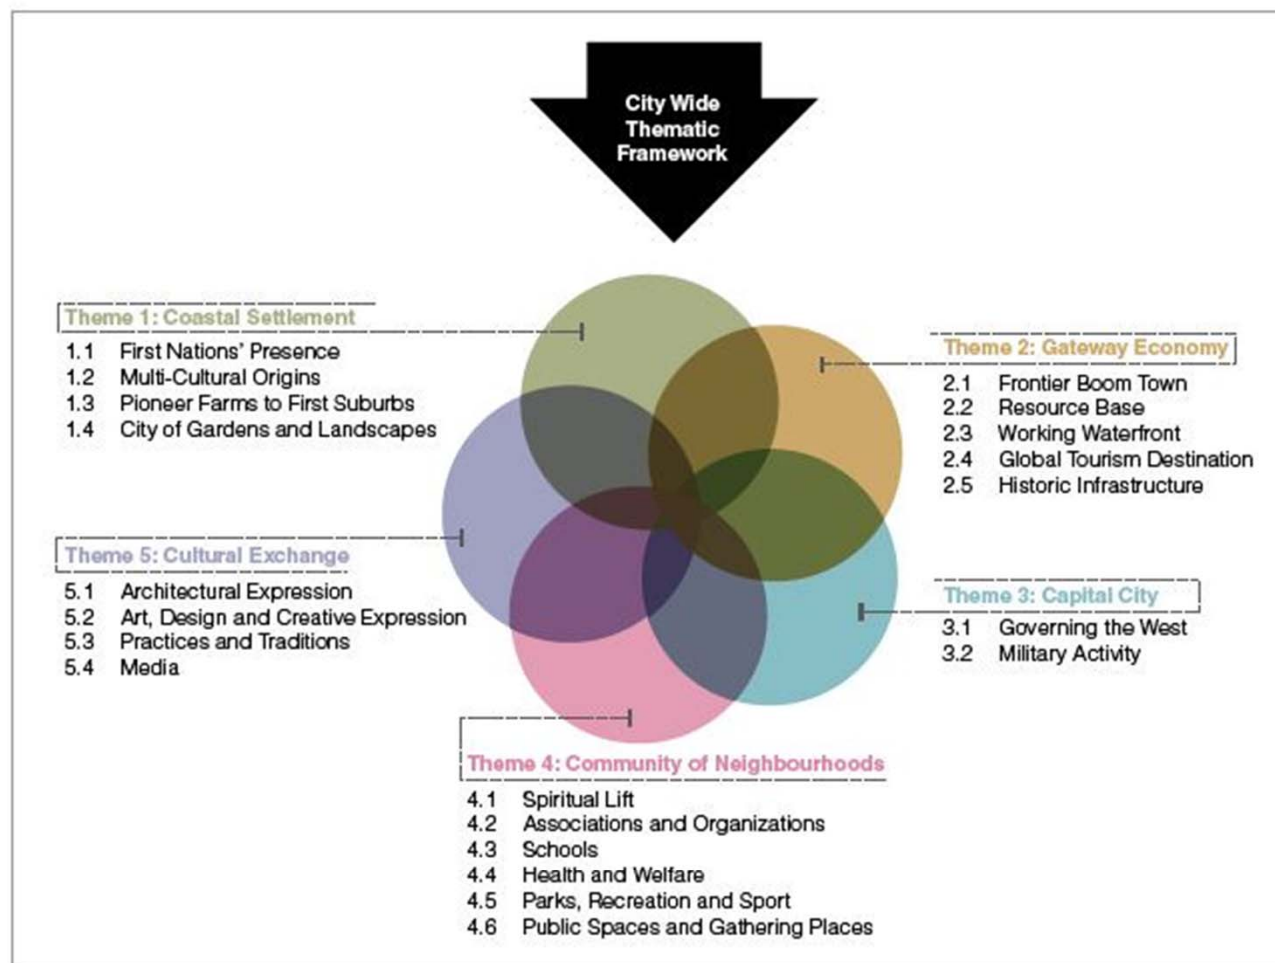 City Wide
Thematic
Framework
Theme 1: Coastal Settlement
1.1 First Nations' Presence
1.2 Multi-Cultural Origins
1.3 Pioneer Farms to First Suburbs
1.4 City of Gardens and Landscapes
Theme 2: Gateway Economy
2.1 Frontier Boom Town
2.2 Resource Base
2.3 Working Waterfront
2.4 Global Tourism Destination
2.5 Historic Infrastructure
Theme 5: Cultural Exchange
5.1 Architectural Expression
5.2 Art, Design and Creative Expression
5.3 Practices and Traditions
5.4 Media
Theme 3: Capital City
3.1 Governing the West
3.2 Military Activity
Theme 4: Community of Neighbourhoods
4.1 Spiritual Lift
4.2 Associations and Organizations
4.3 Schools
4.4 Health and Welfare
4.5 Parks, Recreation and Sport
4.6 Public Spaces and Gathering Places